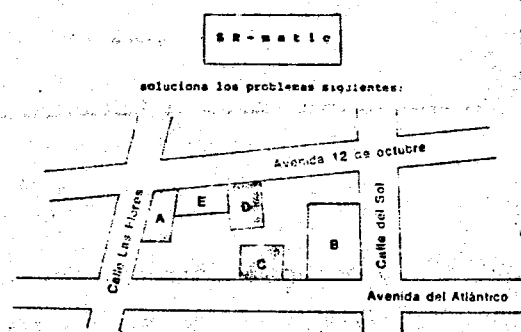 SR-matic
soluciona los problemas siguientes:
Avenida 12 de octubre
Calle Las Flores
A
E
D
C
B
Calle del Sol
Avenida del Atlántico